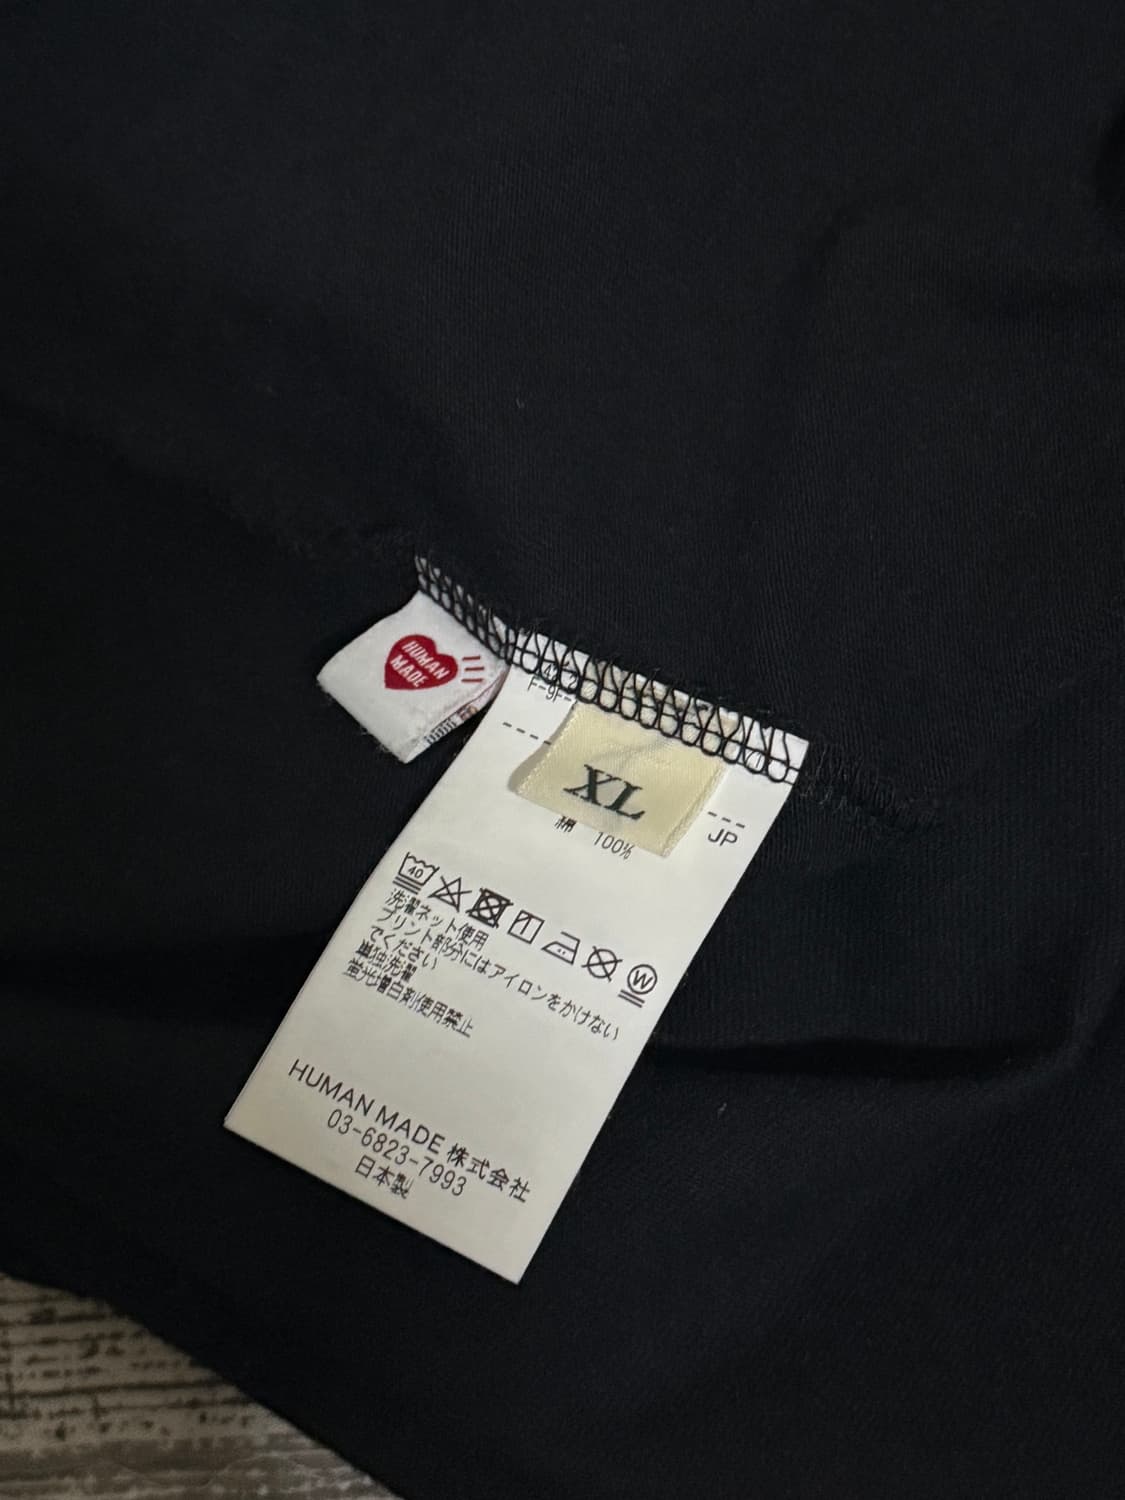 HUMAN
MADE
XL
JP
綿 100%
40
W
洗濯ネット使用
プリント部分にはアイロンをかけない
でください
単独洗濯
蛍光増白剤使用禁止
HUMAN MADE 株式会社
03-6823-7993
日本製